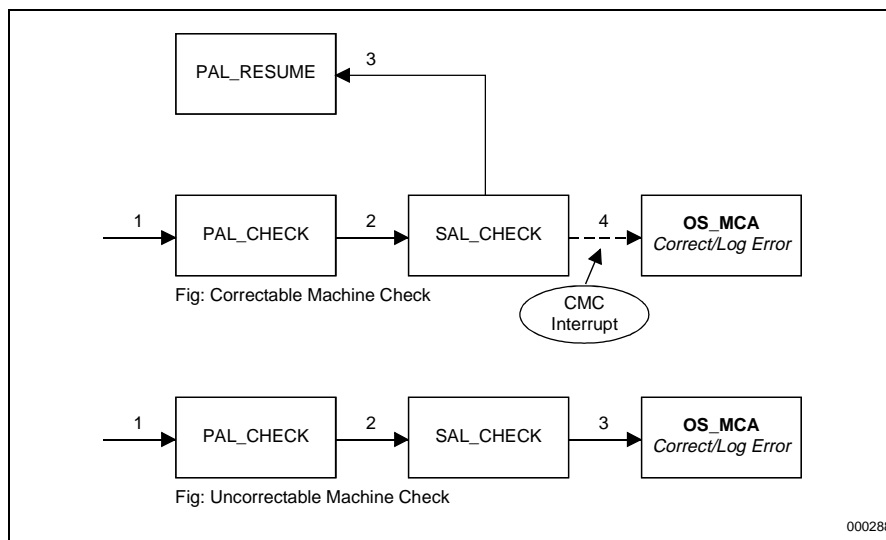 3
PAL_RESUME
1
PAL_CHECK
2
SAL_CHECK
4
OS_MCA
Correct/Log Error
Fig: Correctable Machine Check
CMC
Interrupt
1
PAL_CHECK
2
SAL_CHECK
3
OS_MCA
Correct/Log Error
Fig: Uncorrectable Machine Check
000288